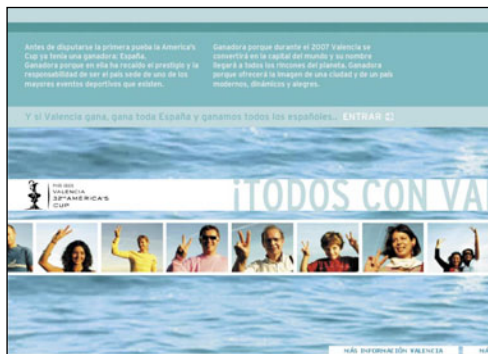 Antes de disputarse la primera prueba la America's
Cup ya tenía una ganadora: España.
Ganadora porque en ella ha recaído el prestigio y la
responsabilidad de ser el país sede de uno de los
mayores eventos deportivos que existen.
Ganadora porque durante el 2007 Valencia se
convertirá en la capital del mundo y su nombre
llegará a todos los rincones del planeta. Ganadora
porque ofrecerá la imagen de una ciudad y de un país
modernos, dinámicos y alegres.
Y si Valencia gana, gana toda España y ganamos todos los españoles... ENTRAR
VALENCIA
32ND AMERICA'S
CUP
¡TODOS CON VA
MÁS INFORMACIÓN VALENCIA